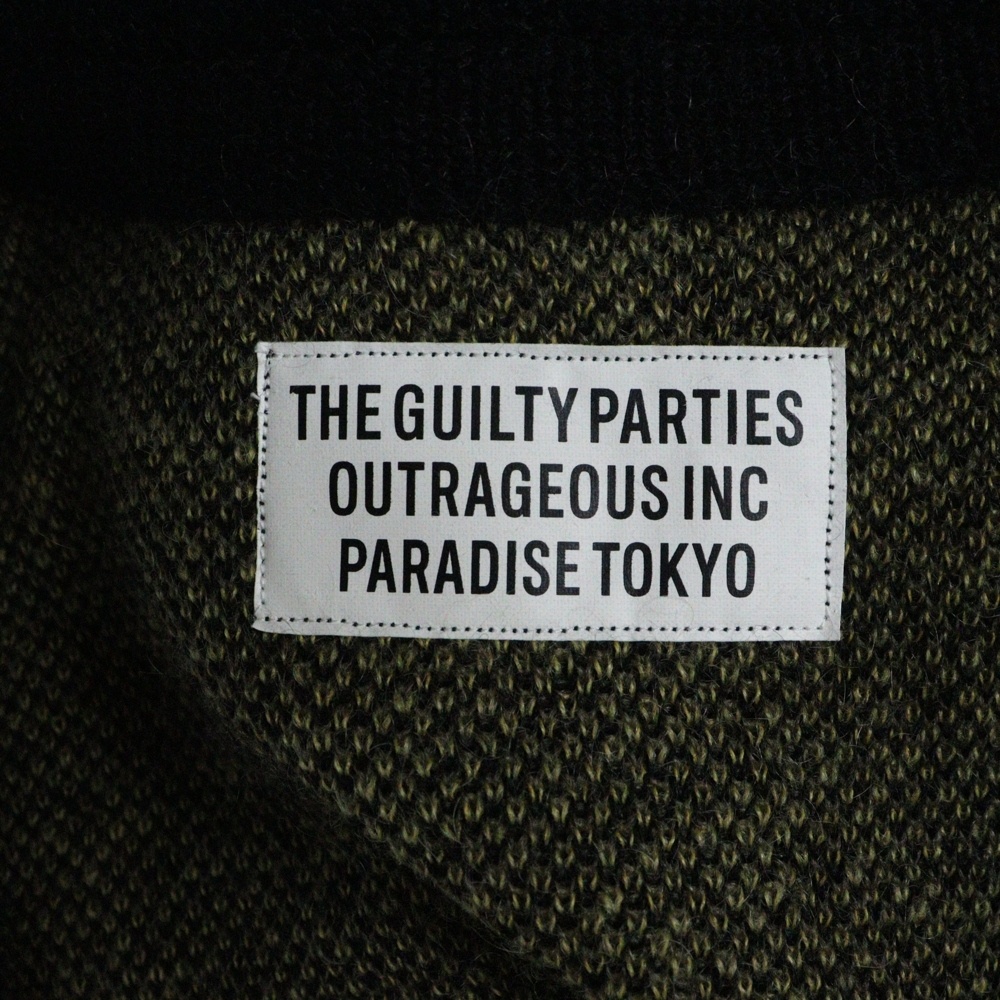 THE GUILTY PARTIES
OUTRAGEOUS INC
PARADISE TOKYO